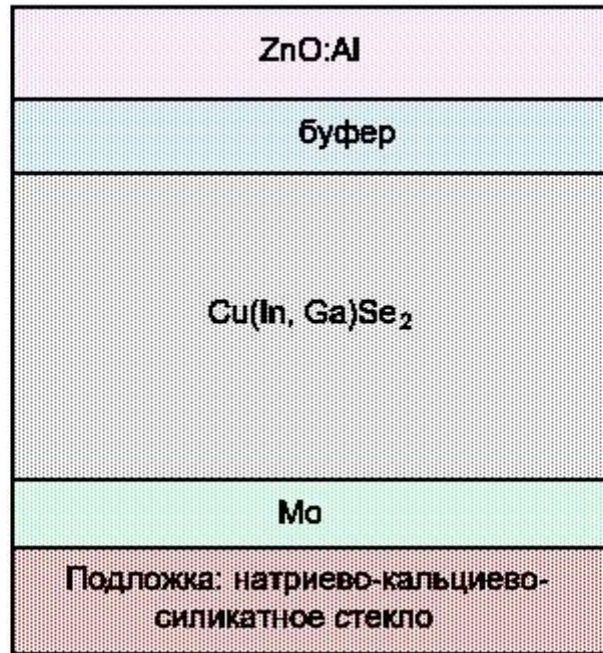 ZnO:Al
буфер
Cu(In, Ga)Se₂
Mo
Подложка: натриево-кальциево-
силикатное стекло